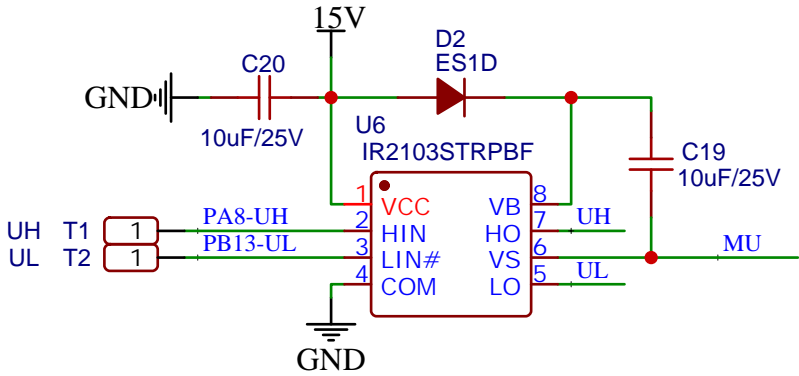 15V
C20
GND
10uF/25V
D2
ES1D
U6
IR2103STRPBF
C19
10uF/25V
1 VCC VB 8
UH T1 1 PA8-UH 2 HIN HO 7 UH
UL T2 1 PB13-UL 3 LIN# VS 6 MU
4 COM LO 5 UL
GND